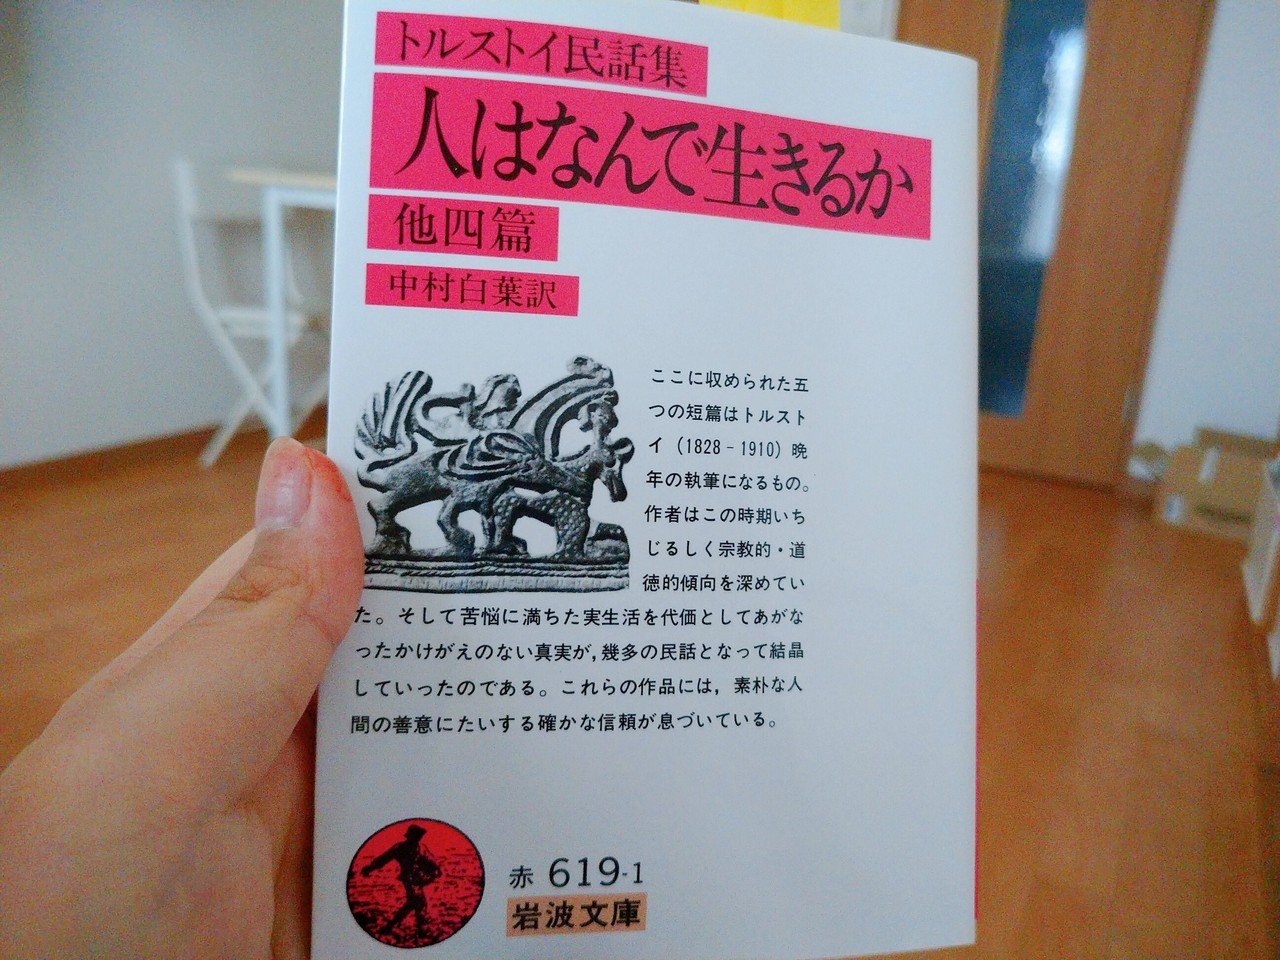 トルストイ民話集
人はなんで生きるか
他四篇
中村白葉訳
ここに収められた五
つの短篇はトルスト
イ（1828‐1910）晩
年の執筆になるもの。
作者はこの時期いち
じるしく宗教的・道
徳的傾向を深めてい
た。そして苦悩に満ちた実生活を代価としてあがな
ったかけがえのない真実が，幾多の民話となって結晶
していったのである。これらの作品には，素朴な人
間の善意にたいする確かな信頼が息づいている。
赤 619-1
岩波文庫